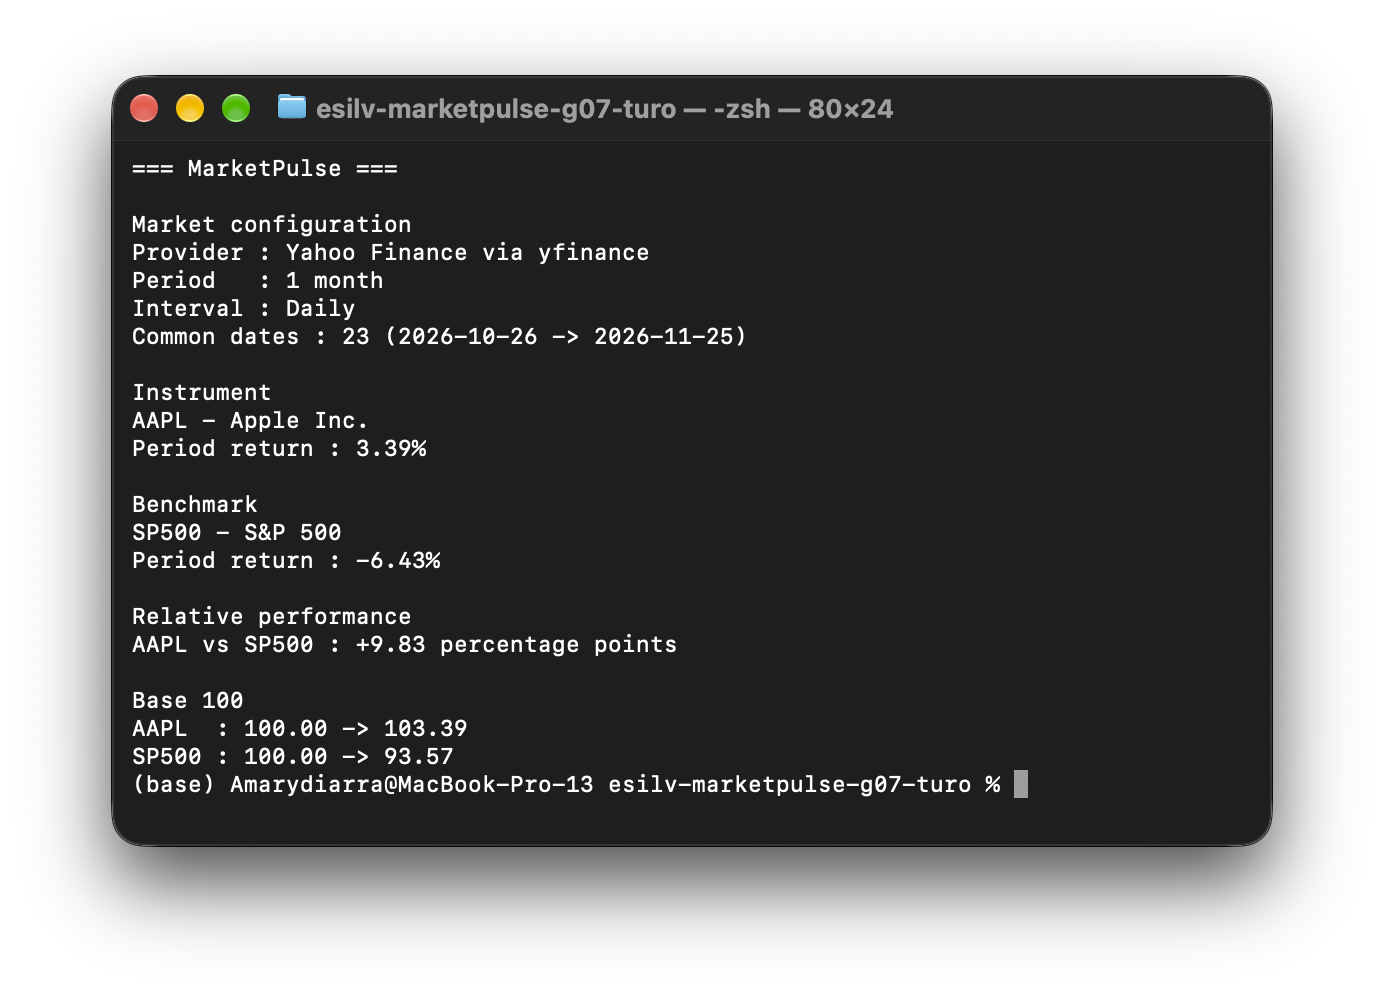 esilv-marketpulse-g07-turo — -zsh — 80×24
=== MarketPulse ===
Market configuration
Provider : Yahoo Finance via yfinance
Period   : 1 month
Interval : Daily
Common dates : 23 (2026-10-26 -> 2026-11-25)
Instrument
AAPL - Apple Inc.
Period return : 3.39%
Benchmark
SP500 - S&P 500
Period return : -6.43%
Relative performance
AAPL vs SP500 : +9.83 percentage points
Base 100
AAPL  : 100.00 -> 103.39
SP500 : 100.00 -> 93.57
(base) Amarydiarra@MacBook-Pro-13 esilv-marketpulse-g07-turo %